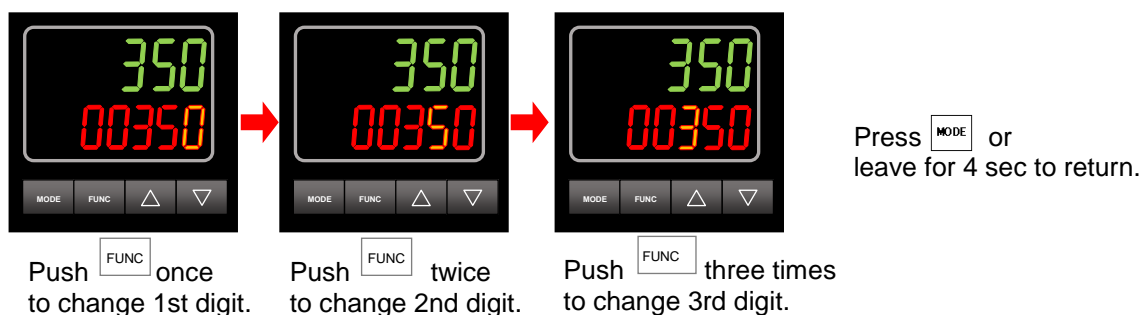 350
00350
MODE FUNC △ ▽
Push FUNC once
to change 1st digit.
350
00350
MODE FUNC △ ▽
Push FUNC twice
to change 2nd digit.
350
00350
MODE FUNC △ ▽
Push FUNC three times
to change 3rd digit.
Press MODE or
leave for 4 sec to return.